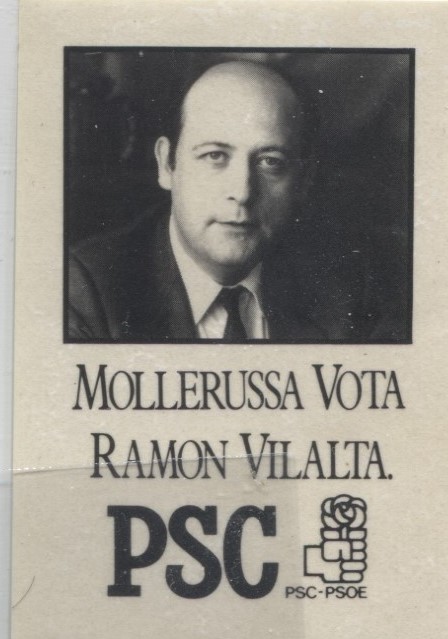 MOLLERUSSA VOTA
RAMON VILALTA.
PSC
PSC-PSOE